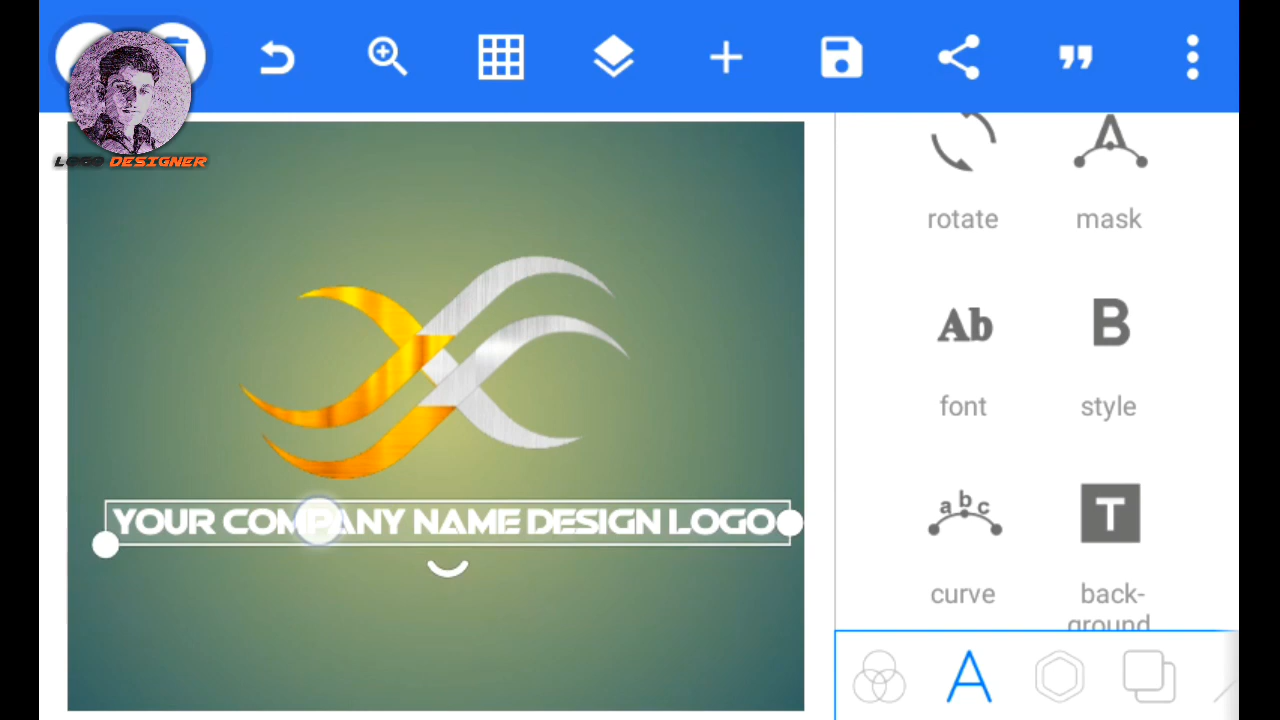 LOGO DESIGNER
rotate
mask
Ab
B
font
style
YOUR COMPANY NAME DESIGN LOGO
abc
T
curve
back-
ground
A